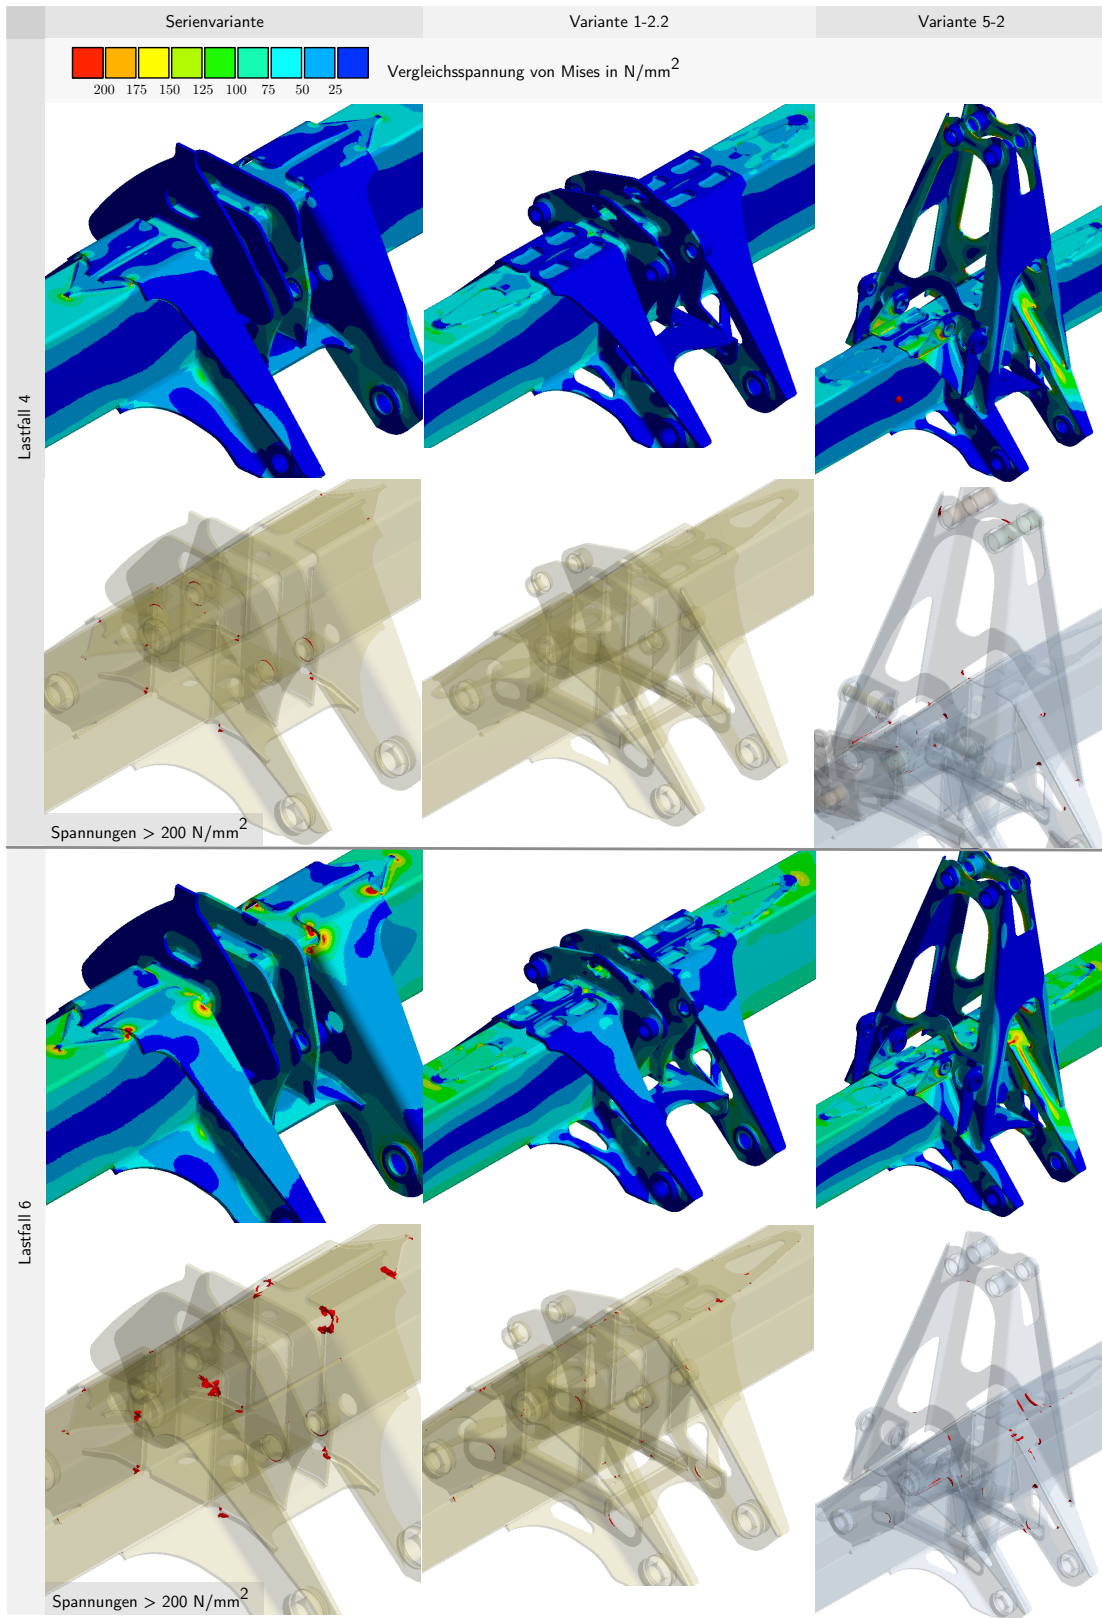 Serienvariante
Variante 1-2.2
Variante 5-2
Vergleichsspannung von Mises in N/mm2
200 175 150 125 100 75 50 25
Lastfall 4
Spannungen > 200 N/mm2
Lastfall 6
Spannungen > 200 N/mm2